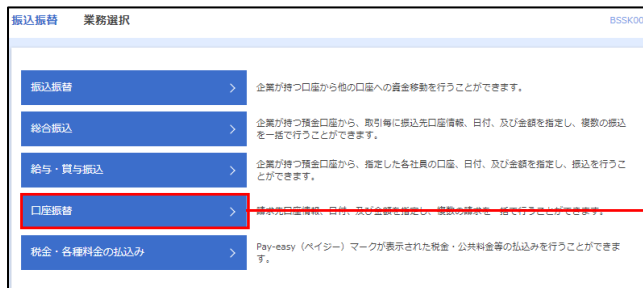 振込振替 業務選択 BSSK00
振込振替 企業が持つ口座から他の口座への資金移動を行うことができます。
総合振込 企業が持つ預金口座から、取引毎に振込先口座情報、日付、及び金額を指定し、複数の振込
を一括で行うことができます。
給与・賞与振込 企業が持つ預金口座から、指定した各社員の口座、日付、及び金額を指定し、振込を行うこ
とができます。
口座振替 請求先口座情報、日付、及び金額を指定し、複数の請求を一括で行うことができます。
税金・各種料金の払込み Pay-easy（ペイジー）マークが表示された税金・公共料金等の払込みを行うことができま
す。